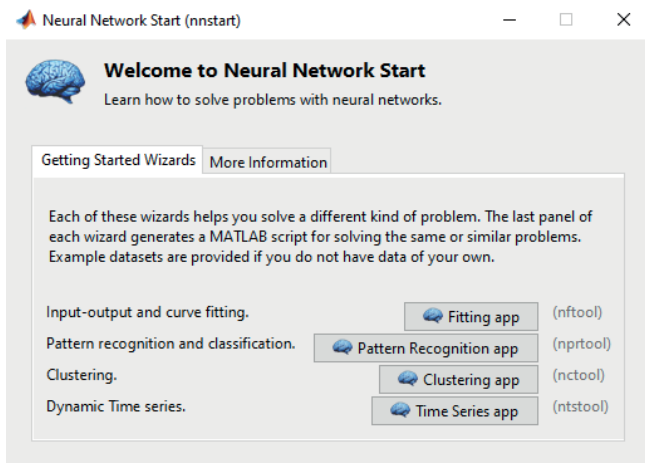 Neural Network Start (nnstart)
Welcome to Neural Network Start
Learn how to solve problems with neural networks.
Getting Started Wizards More Information
Each of these wizards helps you solve a different kind of problem. The last panel of
each wizard generates a MATLAB script for solving the same or similar problems.
Example datasets are provided if you do not have data of your own.
Input-output and curve fitting. Fitting app (nftool)
Pattern recognition and classification. Pattern Recognition app (nprtool)
Clustering. Clustering app (nctool)
Dynamic Time series. Time Series app (ntstool)